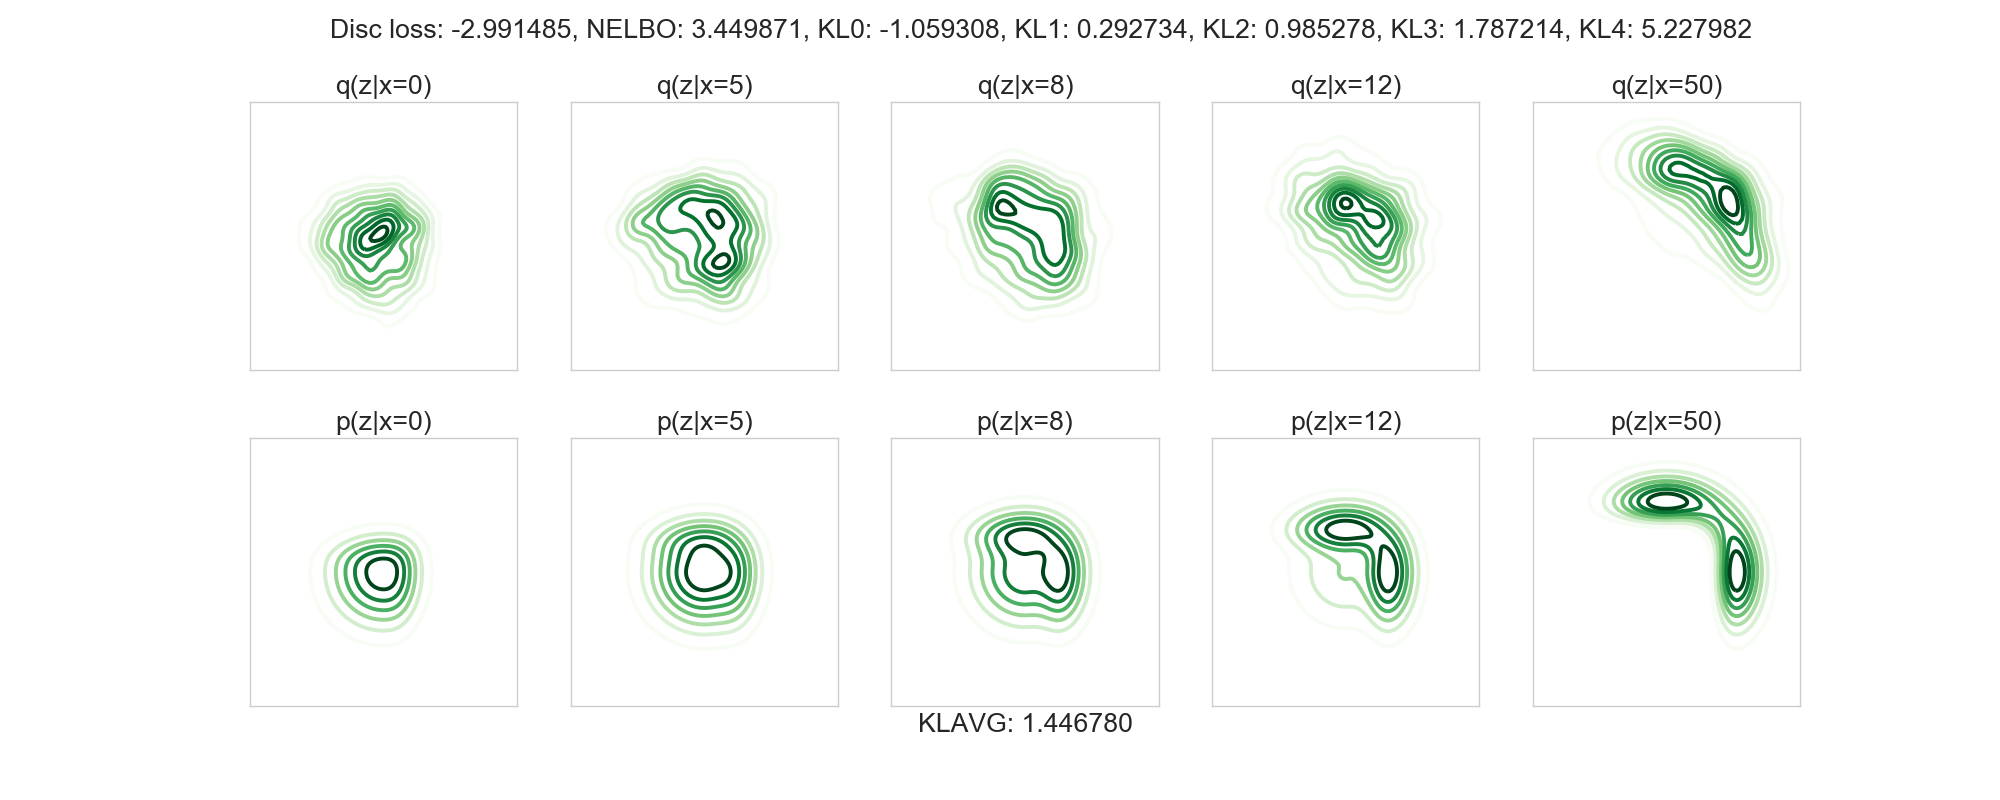 Disc loss: -2.991485, NELBO: 3.449871, KL0: -1.059308, KL1: 0.292734, KL2: 0.985278, KL3: 1.787214, KL4: 5.227982
q(z|x=0)
q(z|x=5)
q(z|x=8)
q(z|x=12)
q(z|x=50)
p(z|x=0)
p(z|x=5)
p(z|x=8)
p(z|x=12)
p(z|x=50)
KLAVG: 1.446780